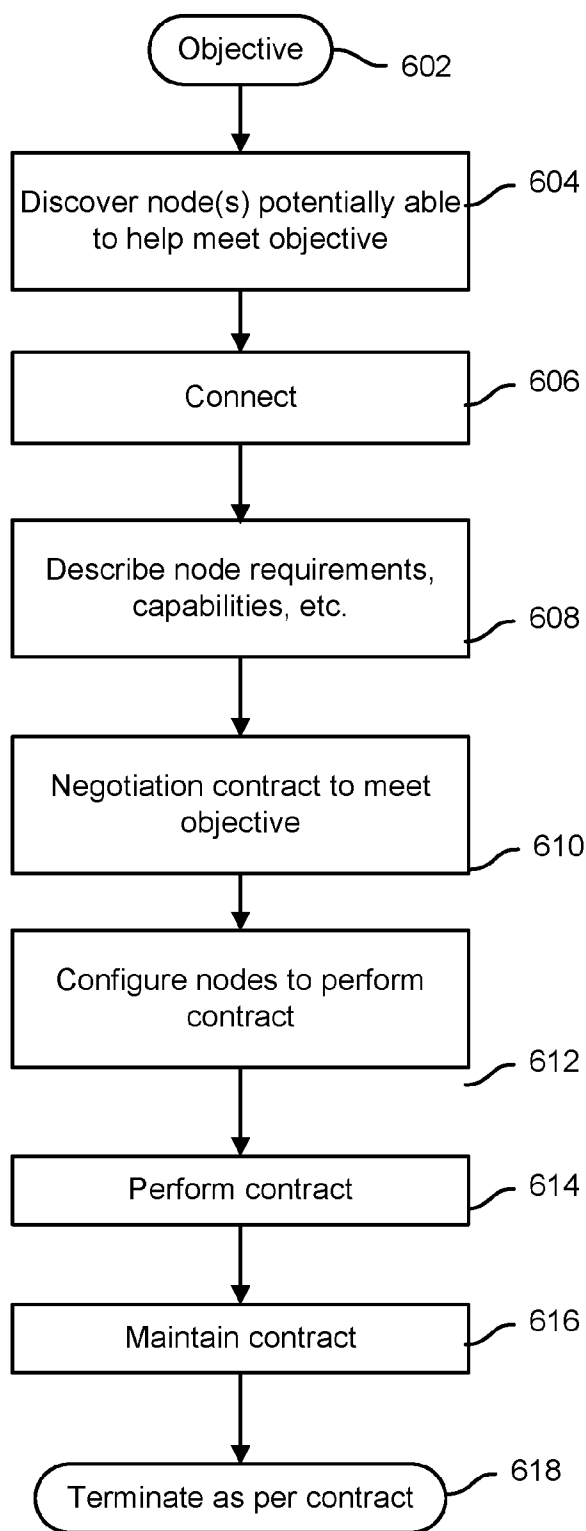 Objective
602
Discover node(s) potentially able
to help meet objective
604
Connect
606
Describe node requirements,
capabilities, etc.
608
Negotiation contract to meet
objective
610
Configure nodes to perform
contract
612
Perform contract
614
Maintain contract
616
Terminate as per contract
618